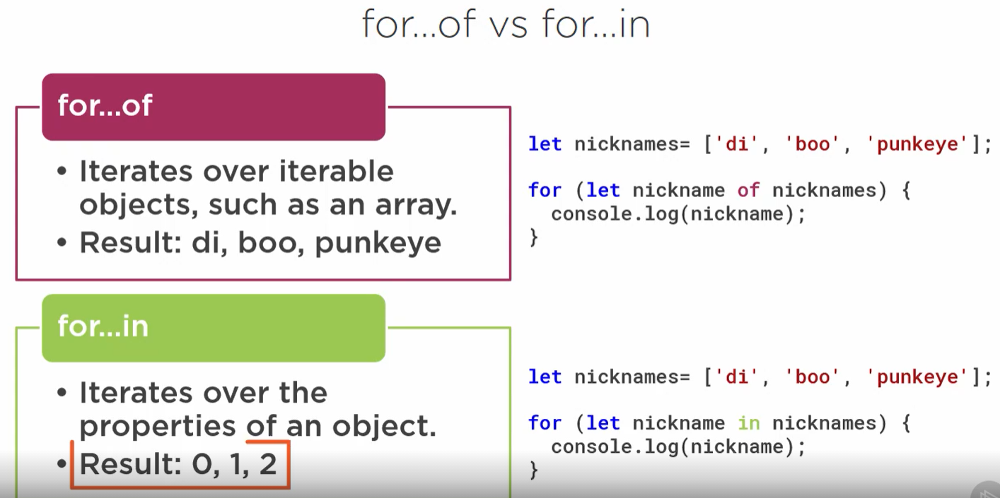 for...of vs for...in
for...of
• Iterates over iterable
objects, such as an array.
• Result: di, boo, punkeye
let nicknames= ['di', 'boo', 'punkeye'];
for (let nickname of nicknames) {
  console.log(nickname);
}
for...in
• Iterates over the
properties of an object.
• Result: 0, 1, 2
let nicknames= ['di', 'boo', 'punkeye'];
for (let nickname in nicknames) {
  console.log(nickname);
}